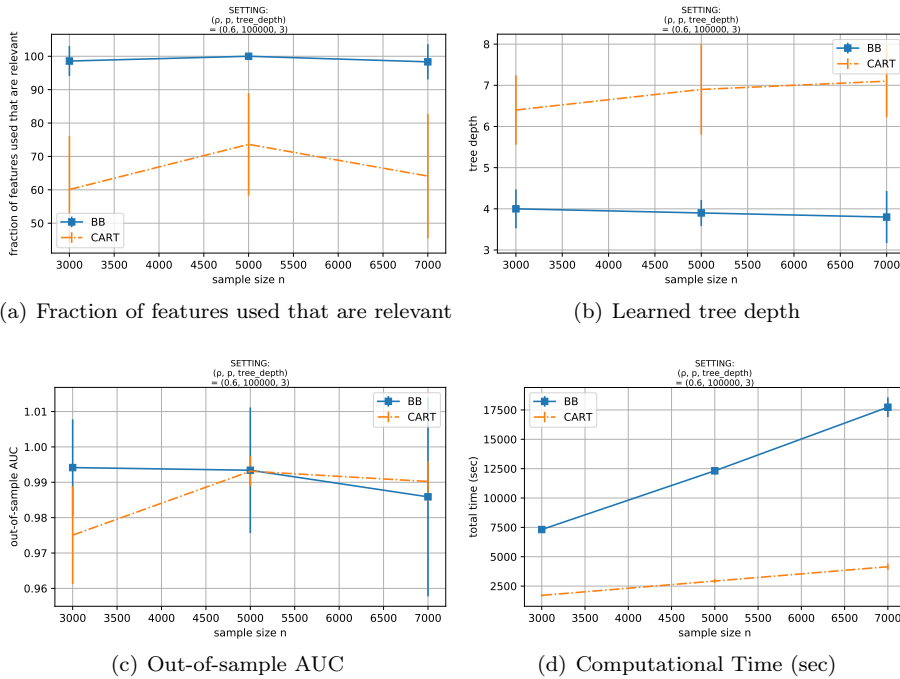 SETTING:
(ρ, p, tree_depth)
= (0.6, 100000, 3)
fraction of features used that are relevant
100
90
80
70
60
50
BB
CART
3000 3500 4000 4500 5000 5500 6000 6500 7000
sample size n
(a) Fraction of features used that are relevant
SETTING:
(ρ, p, tree_depth)
= (0.6, 100000, 3)
tree depth
8
7
6
5
4
3
BB
CART
3000 3500 4000 4500 5000 5500 6000 6500 7000
sample size n
(b) Learned tree depth
SETTING:
(ρ, p, tree_depth)
= (0.6, 100000, 3)
out-of-sample AUC
1.01
1.00
0.99
0.98
0.97
0.96
BB
CART
3000 3500 4000 4500 5000 5500 6000 6500 7000
sample size n
(c) Out-of-sample AUC
SETTING:
(ρ, p, tree_depth)
= (0.6, 100000, 3)
total time (sec)
17500
15000
12500
10000
7500
5000
2500
BB
CART
3000 3500 4000 4500 5000 5500 6000 6500 7000
sample size n
(d) Computational Time (sec)